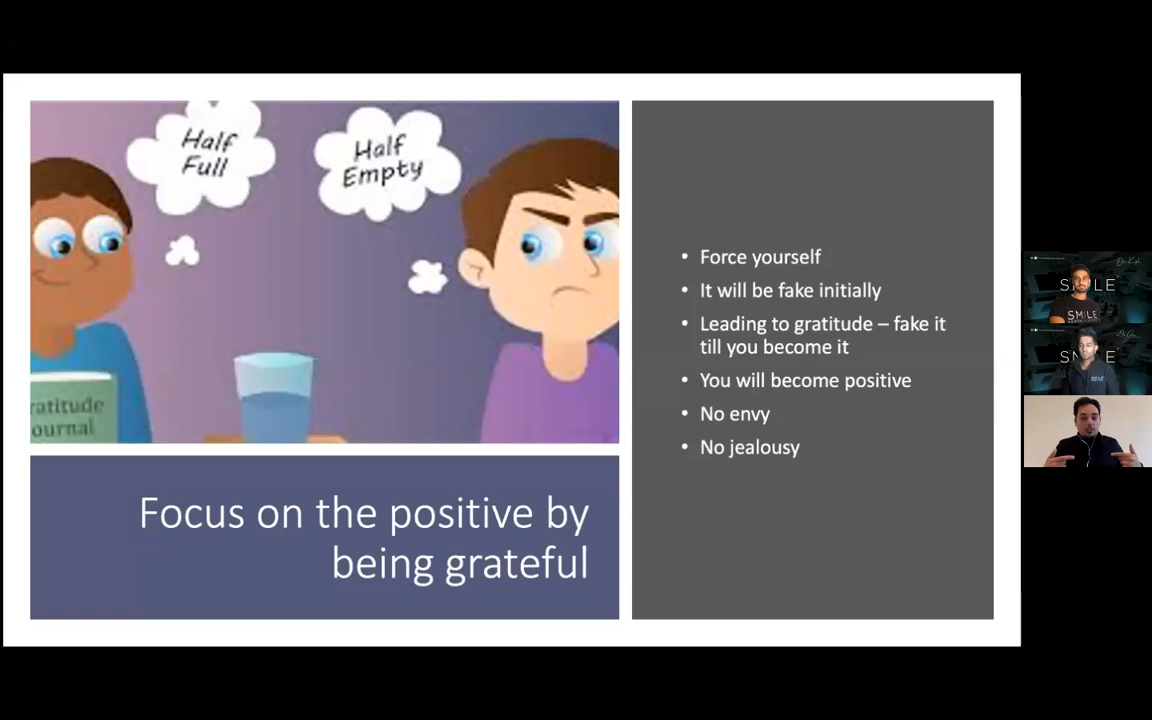 Half
Full
Half
Empty
ratitude
ournal
Focus on the positive by
being grateful
• Force yourself
• It will be fake initially
• Leading to gratitude – fake it
till you become it
• You will become positive
• No envy
• No jealousy
SMILE
SMILE